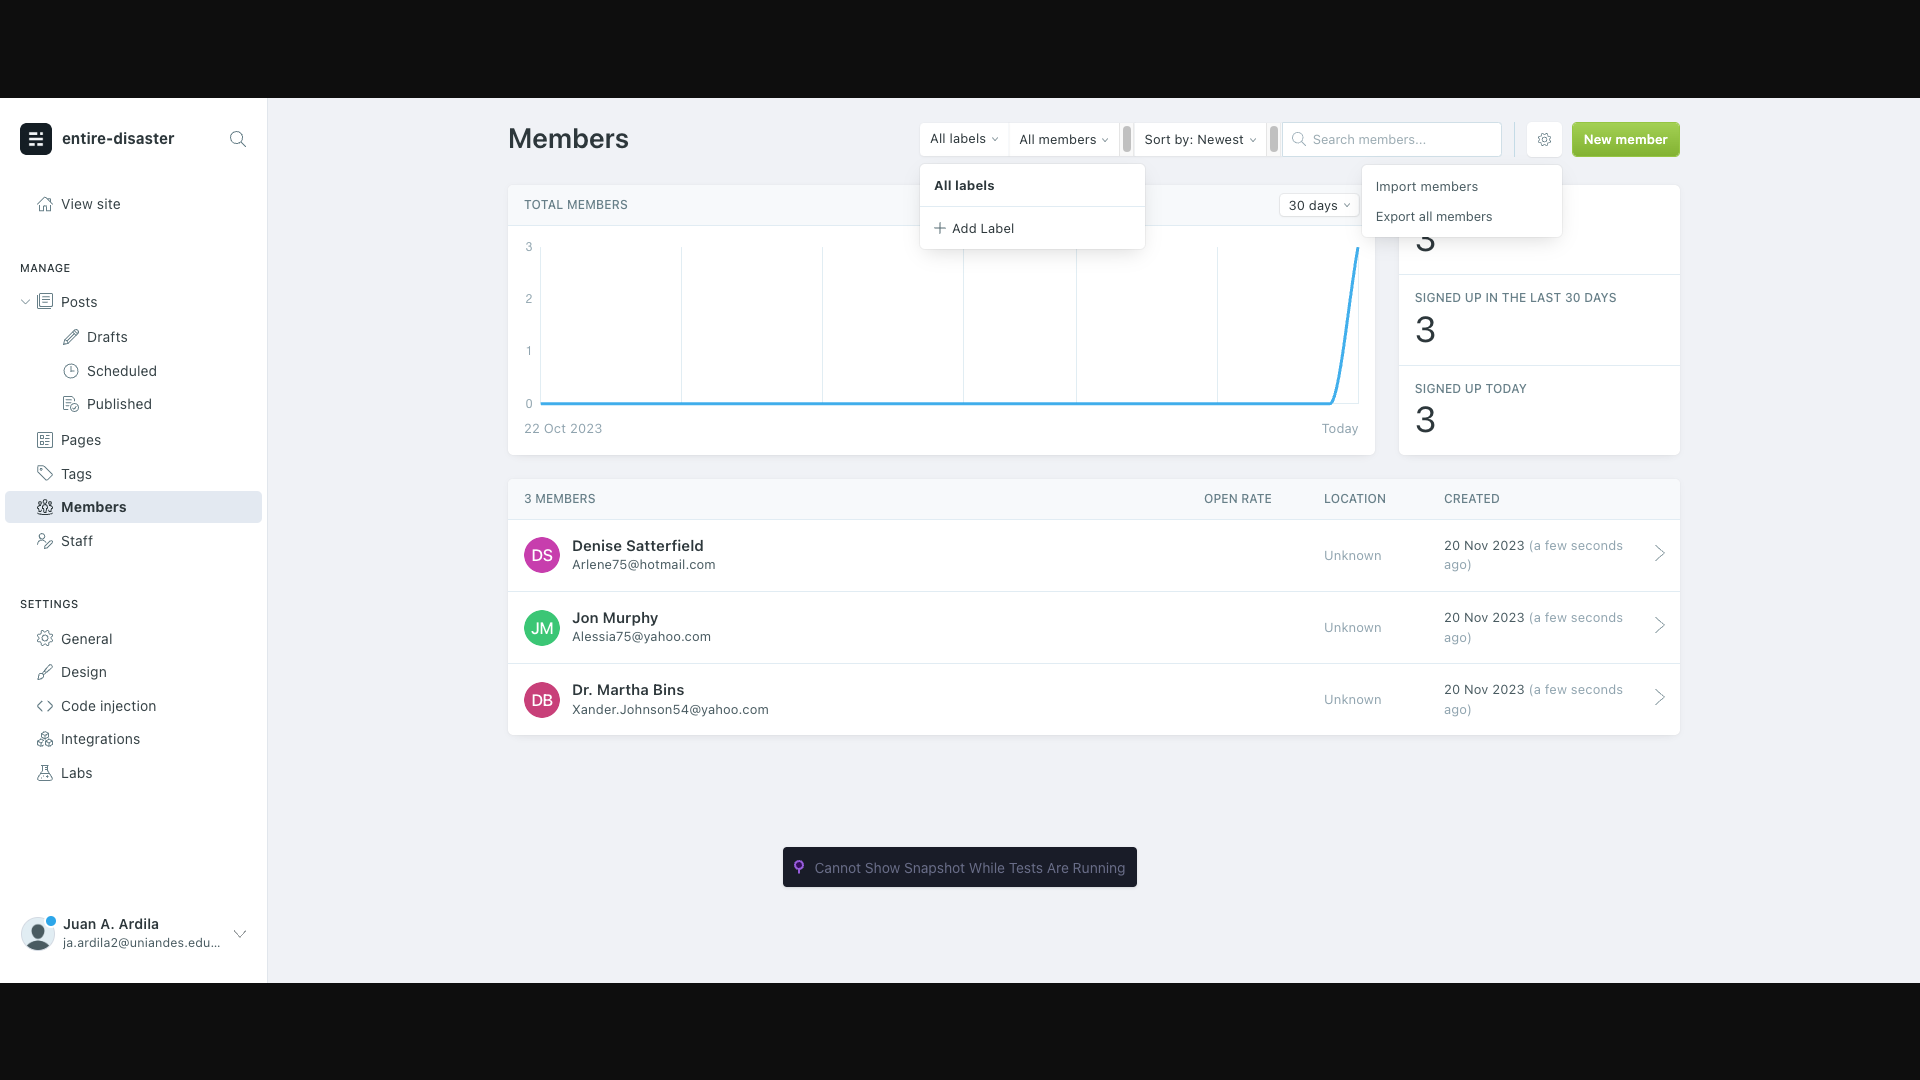 entire-disaster
View site
MANAGE
Posts
Drafts
Scheduled
Published
Pages
Tags
Members
Staff
SETTINGS
General
Design
Code injection
Integrations
Labs
Juan A. Ardila
ja.ardila2@uniandes.edu...
Members
All labels
All members
Sort by: Newest
Search members...
New member
All labels
Add Label
Import members
Export all members
TOTAL MEMBERS
30 days
3
2
1
0
22 Oct 2023
Today
3
SIGNED UP IN THE LAST 30 DAYS
3
SIGNED UP TODAY
3
3 MEMBERS
OPEN RATE
LOCATION
CREATED
DS
Denise Satterfield
Arlene75@hotmail.com
Unknown
20 Nov 2023 (a few seconds
ago)
JM
Jon Murphy
Alessia75@yahoo.com
Unknown
20 Nov 2023 (a few seconds
ago)
DB
Dr. Martha Bins
Xander.Johnson54@yahoo.com
Unknown
20 Nov 2023 (a few seconds
ago)
Cannot Show Snapshot While Tests Are Running